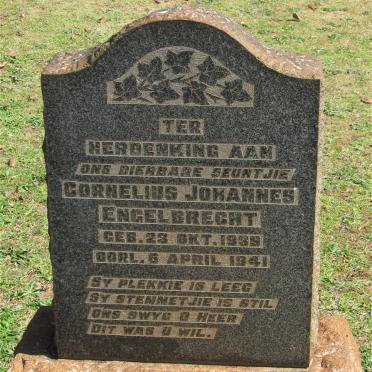 TER
HERDENKING AAN
ONS DIERBARE SEUNTJIE
CORNELIUS JOHANNES
ENGELBRECHT
GEB. 23 OKT. 1939
OORL. 6 APRIL 1941
SY PLEKKIE IS LEEG
SY STEMMETJIE IS STIL
ONS SWYG O HEER
DIT WAS U WIL.